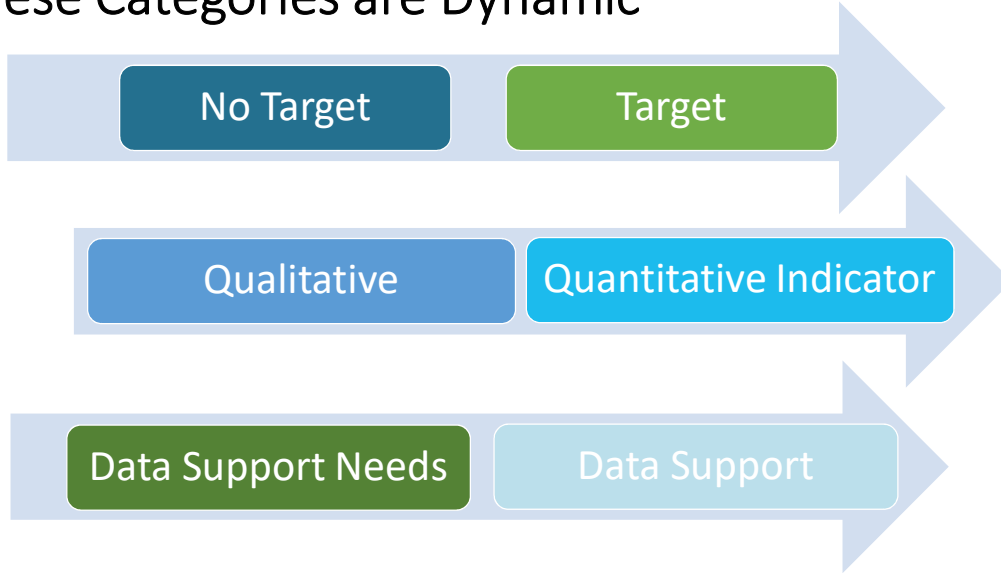 ese Categories are Dynamic
No Target Target
Qualitative Quantitative Indicator
Data Support Needs Data Support